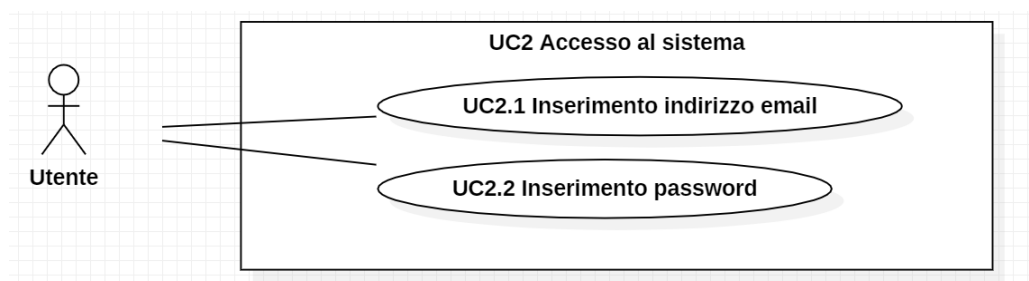 UC2 Accesso al sistema
UC2.1 Inserimento indirizzo email
Utente
UC2.2 Inserimento password